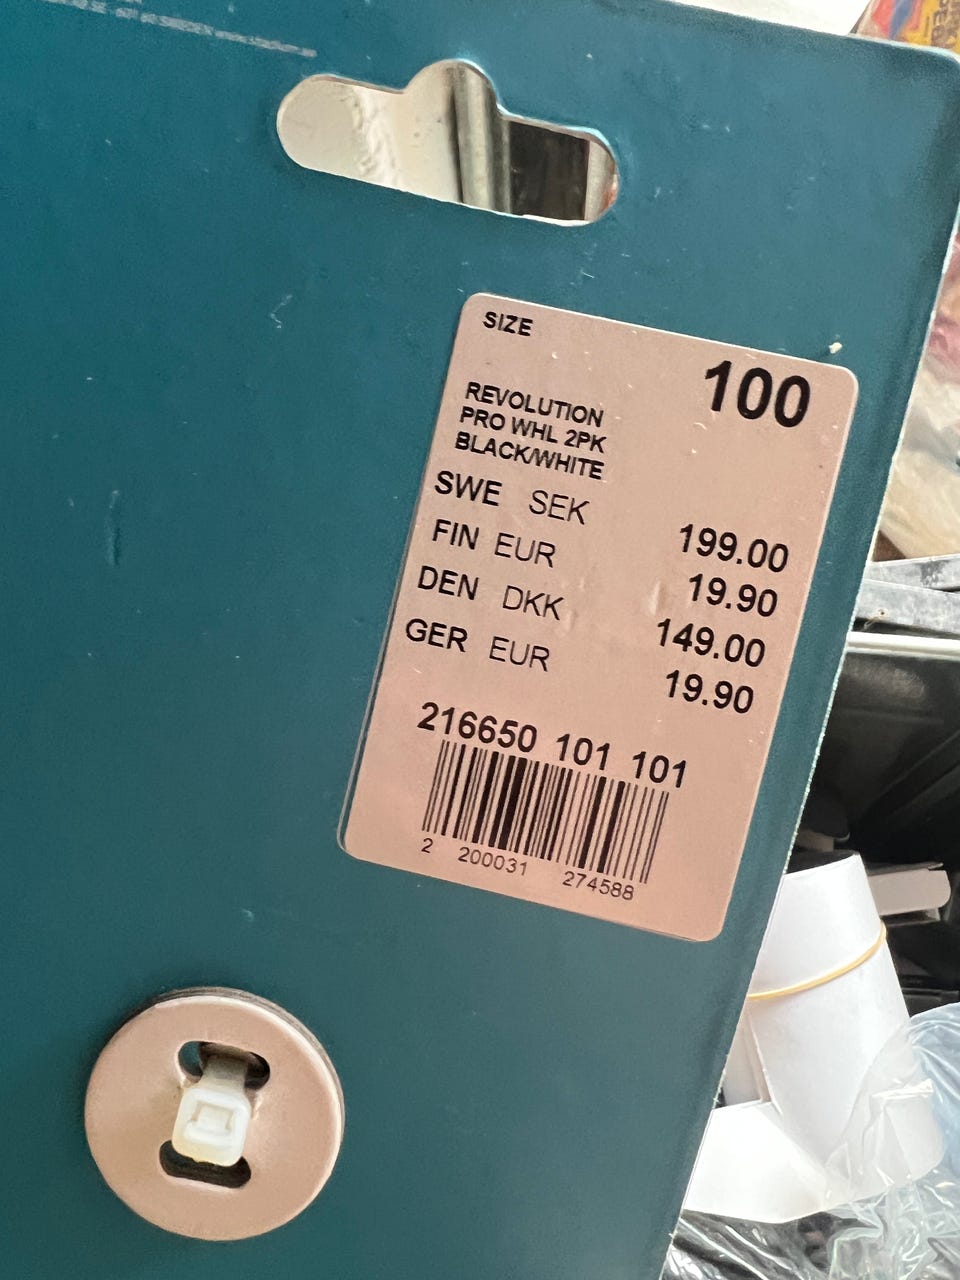 SIZE
100
REVOLUTION
PRO WHL 2PK
BLACK/WHITE
SWE SEK 199.00
FIN EUR 19.90
DEN DKK 149.00
GER EUR 19.90
216650 101 101
2 200031 274588